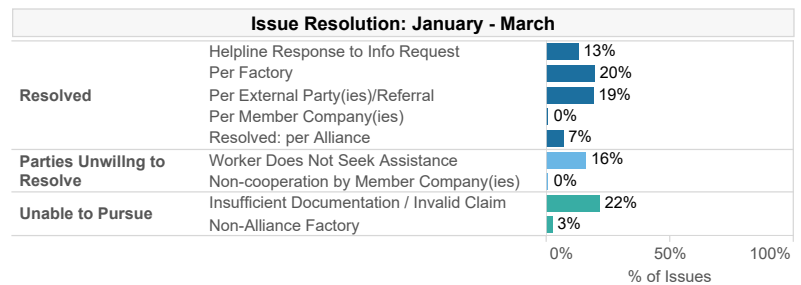 Issue Resolution: January - March
Resolved
Helpline Response to Info Request 13%
Per Factory 20%
Per External Party(ies)/Referral 19%
Per Member Company(ies) 0%
Resolved: per Alliance 7%
Parties Unwillng to
Resolve
Worker Does Not Seek Assistance 16%
Non-cooperation by Member Company(ies) 0%
Unable to Pursue
Insufficient Documentation / Invalid Claim 22%
Non-Alliance Factory 3%
0% 50% 100%
% of Issues